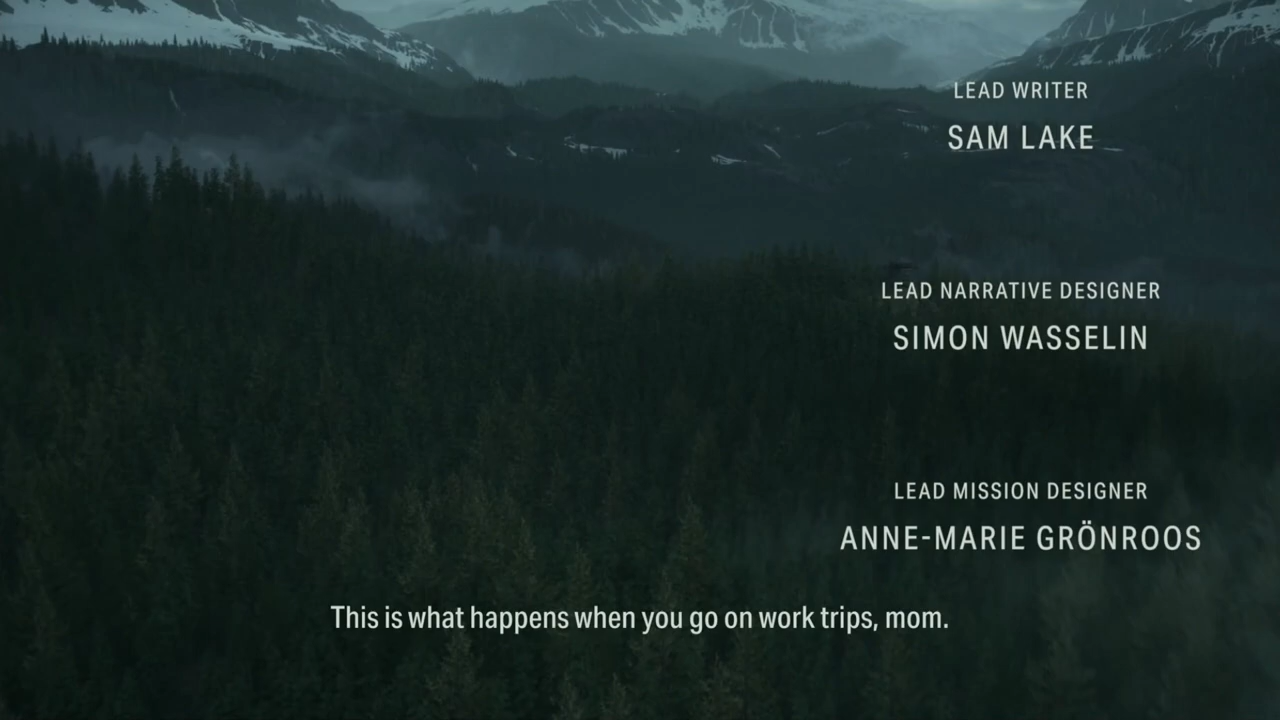 LEAD WRITER
SAM LAKE
LEAD NARRATIVE DESIGNER
SIMON WASSELIN
LEAD MISSION DESIGNER
ANNE-MARIE GRÖNROOS
This is what happens when you go on work trips, mom.